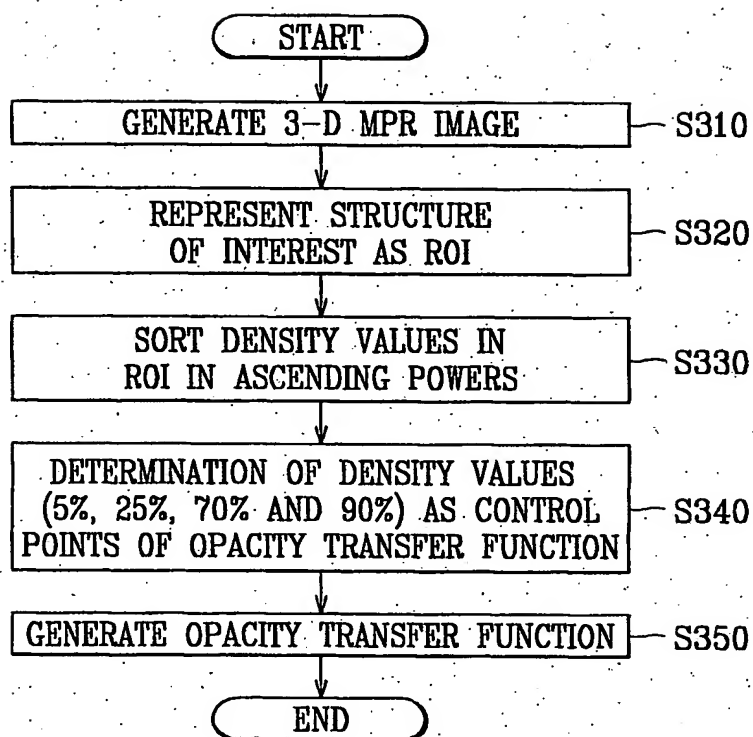 START
GENERATE 3-D MPR IMAGE
S310
REPRESENT STRUCTURE
OF INTEREST AS ROI
S320
SORT DENSITY VALUES IN
ROI IN ASCENDING POWERS
S330
DETERMINATION OF DENSITY VALUES
(5%, 25%, 70% AND 90%) AS CONTROL
POINTS OF OPACITY TRANSFER FUNCTION
S340
GENERATE OPACITY TRANSFER FUNCTION
S350
END